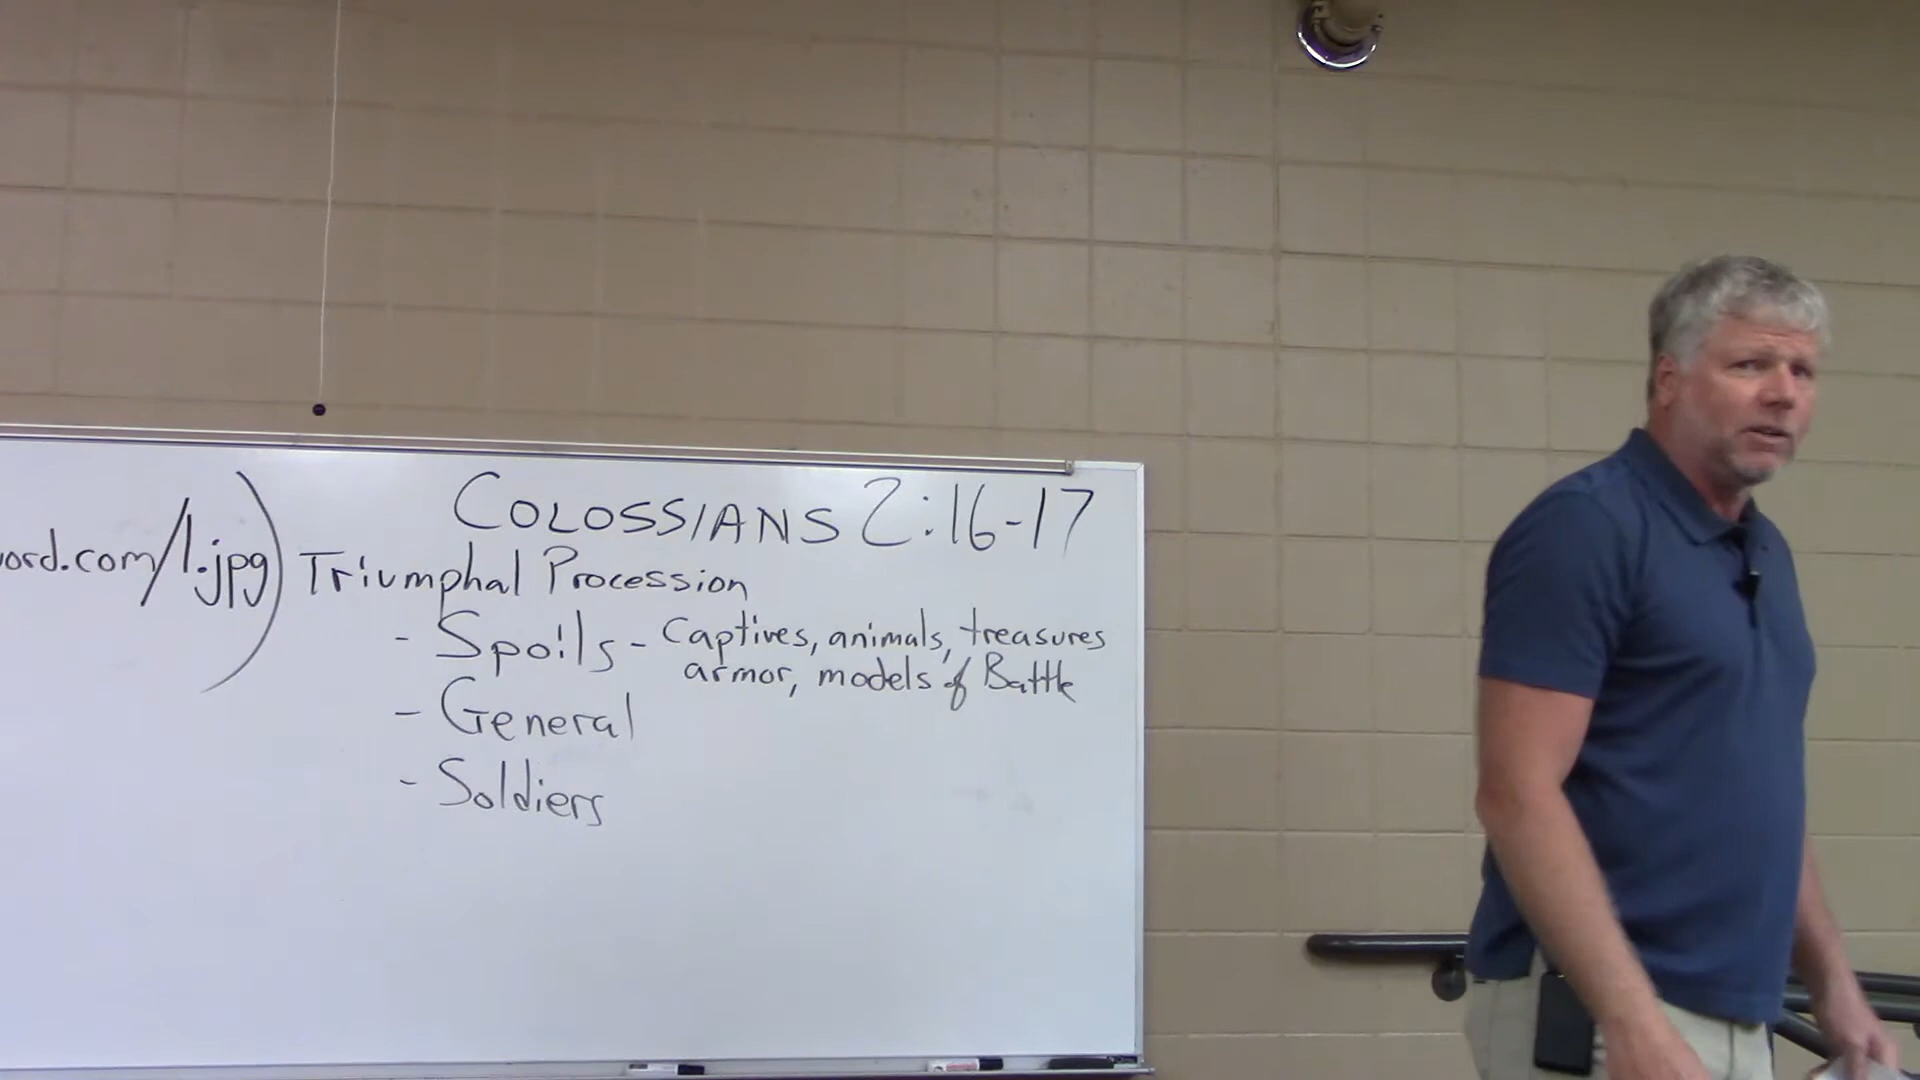 COLOSSIANS 2:16-17
ord.com/1.jpg) Triumphal Procession
- Spoils - Captives, animals, treasures
armor, models of Battle
- General
- Soldiers